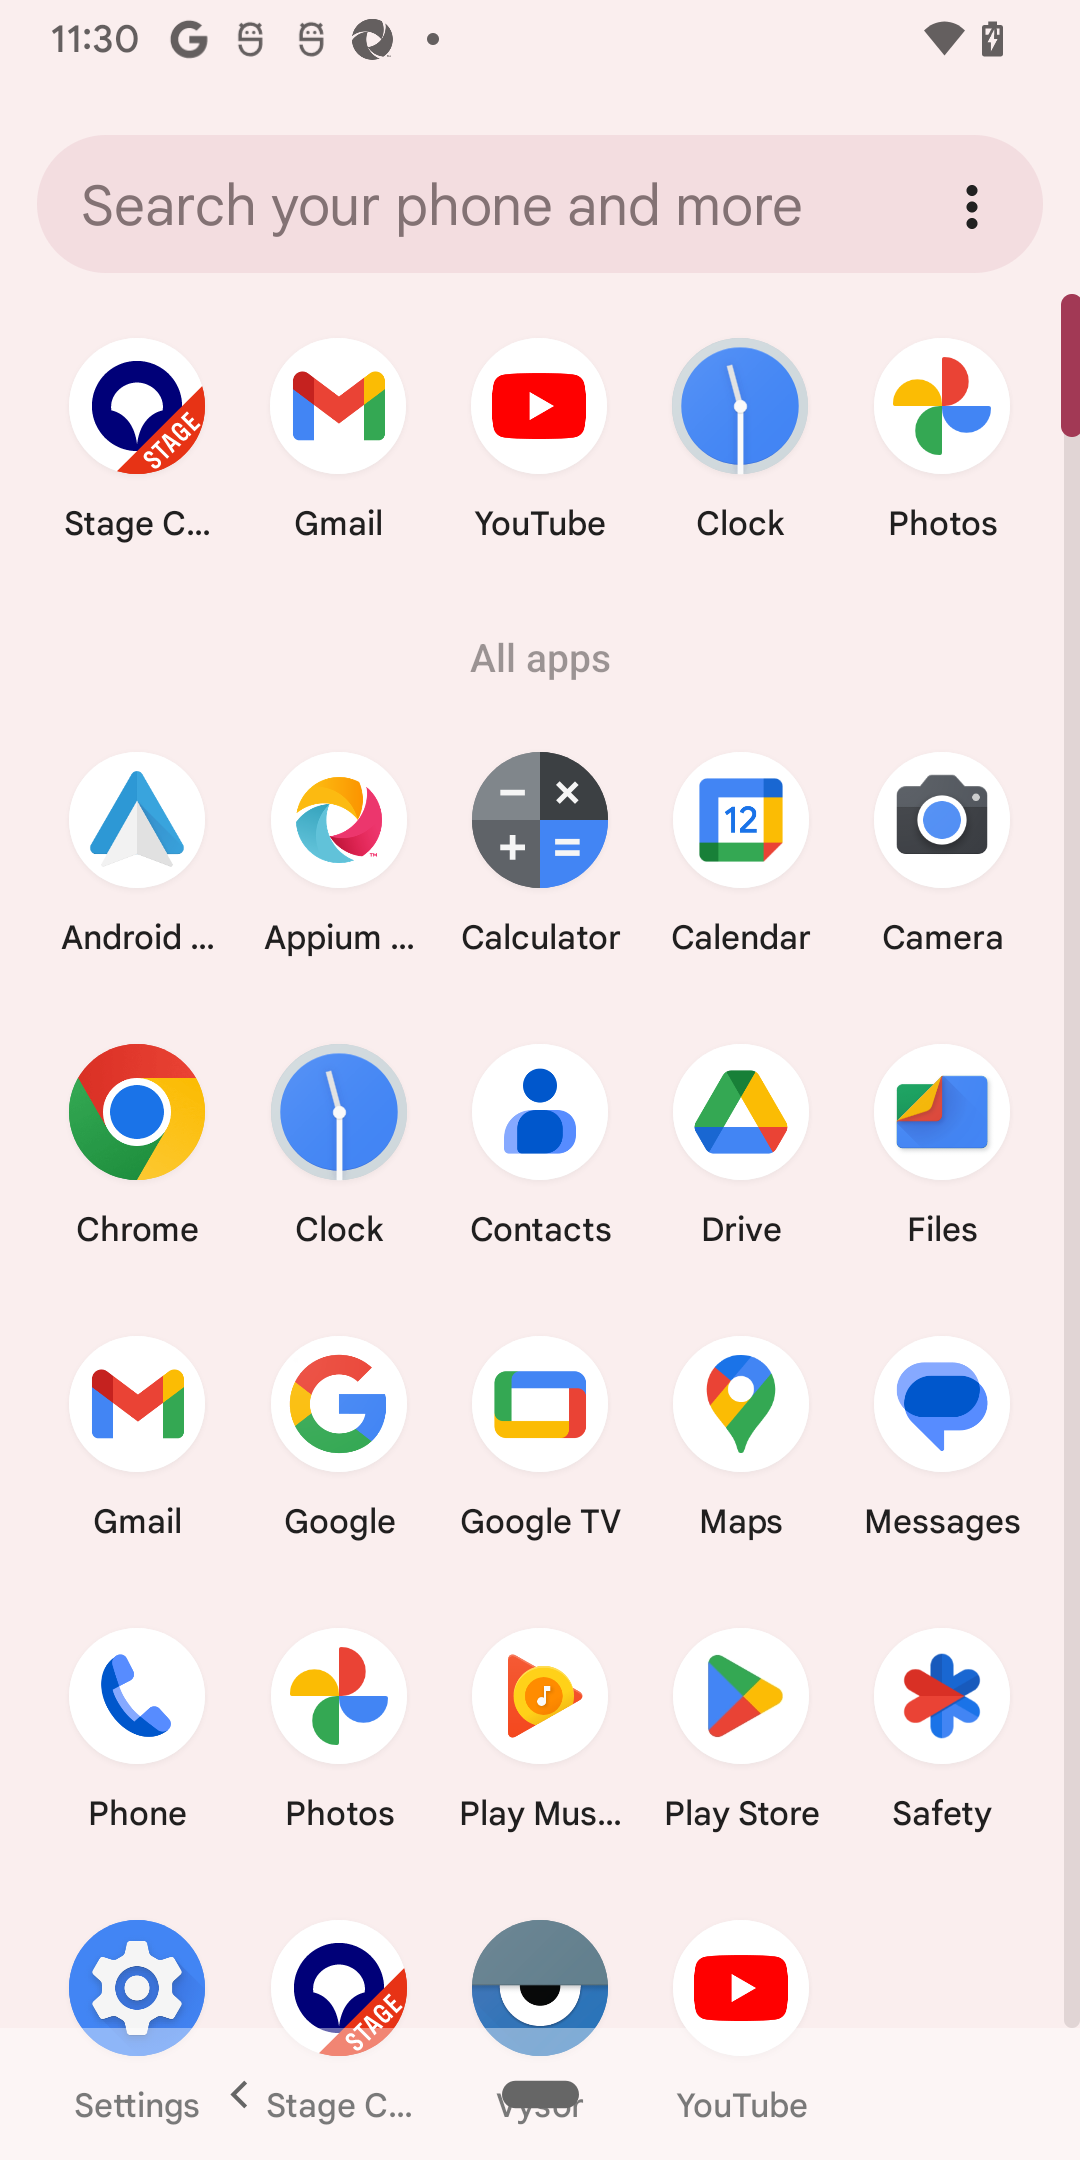 11:30
Search your phone and more
STAGE
Stage C... Gmail YouTube Clock Photos
All apps
12
Android ... Appium ... Calculator Calendar Camera
Chrome Clock Contacts Drive Files
Gmail Google Google TV Maps Messages
Phone Photos Play Mus... Play Store Safety
STAGE
Settings Stage C... Vysor YouTube